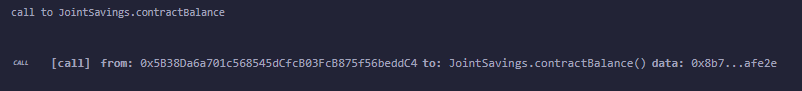 call to JointSavings.contractBalance
CALL [call] from: 0x5B38Da6a701c568545dCfcB03FcB875f56beddC4 to: JointSavings.contractBalance() data: 0x8b7...afe2e